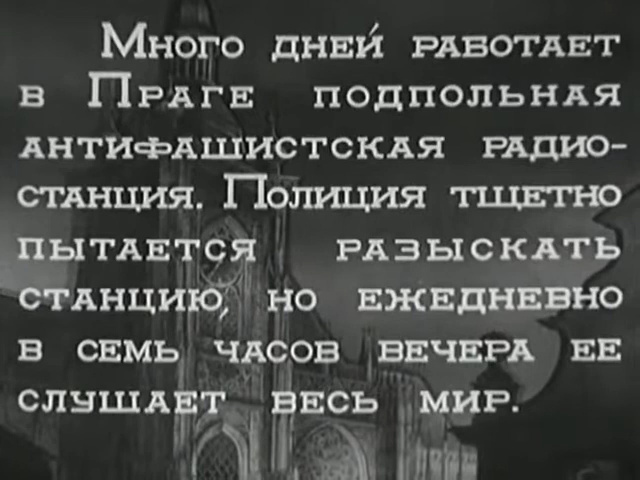 Много дней работает
в Праге подпольная
антифашистская радио-
станция. Полиция тщетно
пытается разыскать
станцию, но ежедневно
в семь часов вечера ее
слушает весь мир.